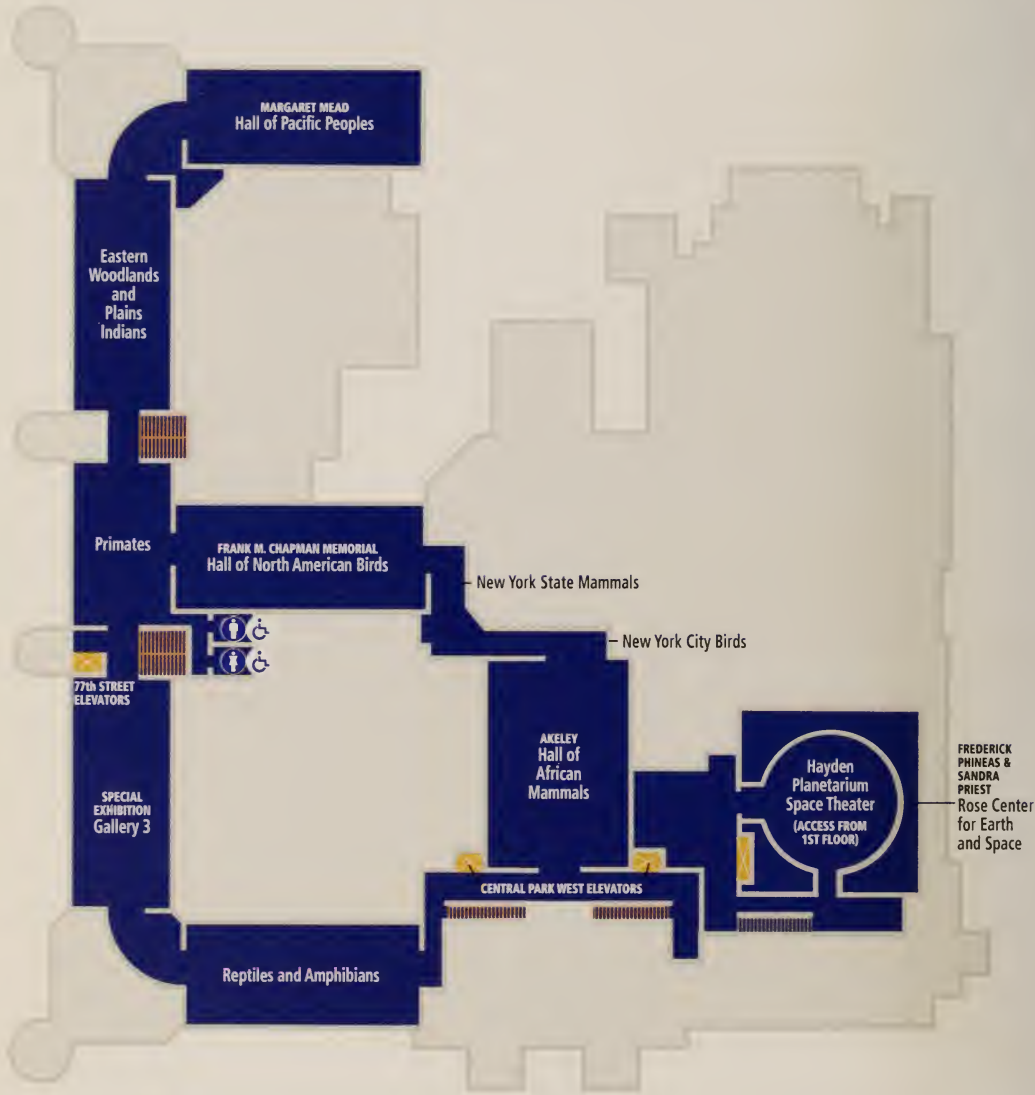 MARGARET MEAD
Hall of Pacific Peoples
Eastern
Woodlands
and
Plains
Indians
Primates
FRANK M. CHAPMAN MEMORIAL
Hall of North American Birds
New York State Mammals
New York City Birds
77th STREET
ELEVATORS
SPECIAL
EXHIBITION
Gallery 3
AKELEY
Hall of
African
Mammals
Hayden
Planetarium
Space Theater
(ACCESS FROM
1ST FLOOR)
FREDERICK
PHINEAS &
SANDRA
PRIEST
Rose Center
for Earth
and Space
CENTRAL PARK WEST ELEVATORS
Reptiles and Amphibians